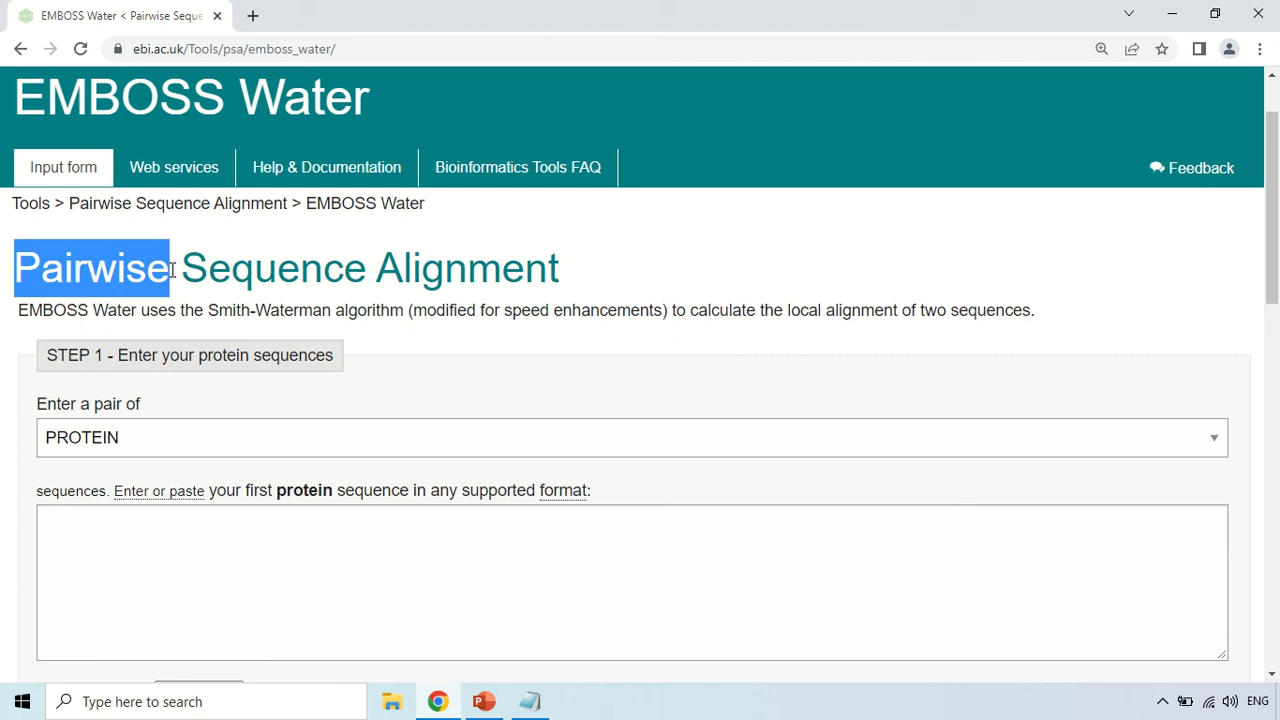 EMBOSS Water < Pairwise Seque
ebi.ac.uk/Tools/psa/emboss_water/
EMBOSS Water
Input form
Web services
Help & Documentation
Bioinformatics Tools FAQ
Feedback
Tools > Pairwise Sequence Alignment > EMBOSS Water
Pairwise Sequence Alignment
EMBOSS Water uses the Smith-Waterman algorithm (modified for speed enhancements) to calculate the local alignment of two sequences.
STEP 1 - Enter your protein sequences
Enter a pair of
PROTEIN
sequences. Enter or paste your first protein sequence in any supported format:
Type here to search
ENG